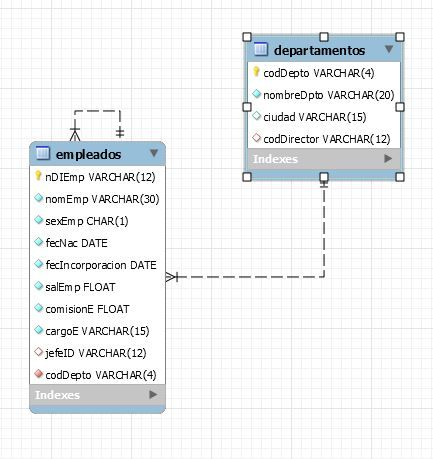 departamentos
codDepto VARCHAR(4)
nombreDpto VARCHAR(20)
ciudad VARCHAR(15)
codDirector VARCHAR(12)
Indexes
empleados
nDIEmp VARCHAR(12)
nomEmp VARCHAR(30)
sexEmp CHAR(1)
fecNac DATE
fecIncorporacion DATE
salEmp FLOAT
comisionE FLOAT
cargoE VARCHAR(15)
jefeID VARCHAR(12)
codDepto VARCHAR(4)
Indexes